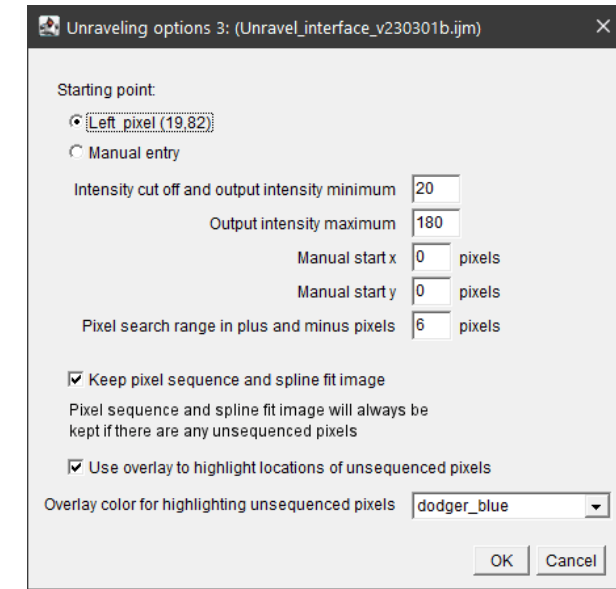 Unraveling options 3: (Unravel_interface_v230301b.ijm)
Starting point:
Left pixel (19,82)
Manual entry
Intensity cut off and output intensity minimum 20
Output intensity maximum 180
Manual start x 0 pixels
Manual start y 0 pixels
Pixel search range in plus and minus pixels 6 pixels
Keep pixel sequence and spline fit image
Pixel sequence and spline fit image will always be
kept if there are any unsequenced pixels
Use overlay to highlight locations of unsequenced pixels
Overlay color for highlighting unsequenced pixels dodger_blue
OK Cancel